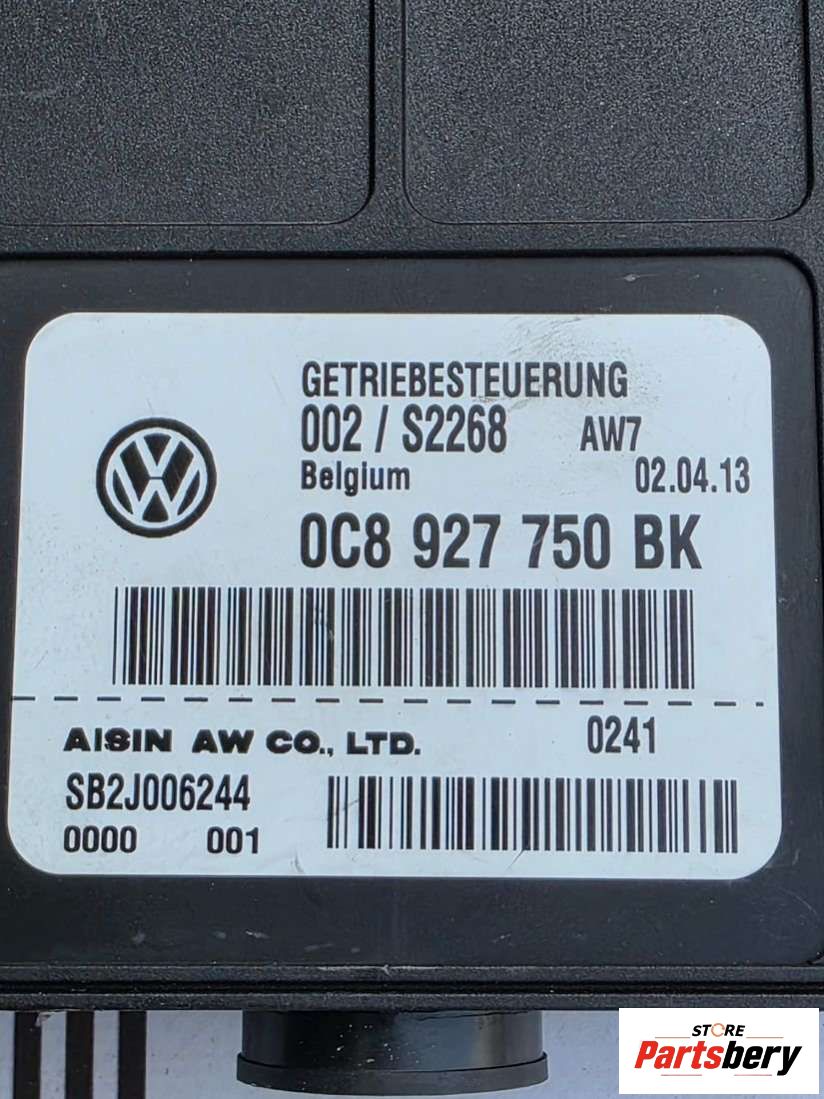 GETRIEBESTEUERUNG
002 / S2268 AW7
Belgium 02.04.13
0C8 927 750 BK
AISIN AW CO., LTD. 0241
SB2J006244
0000 001
STORE
Partsbery